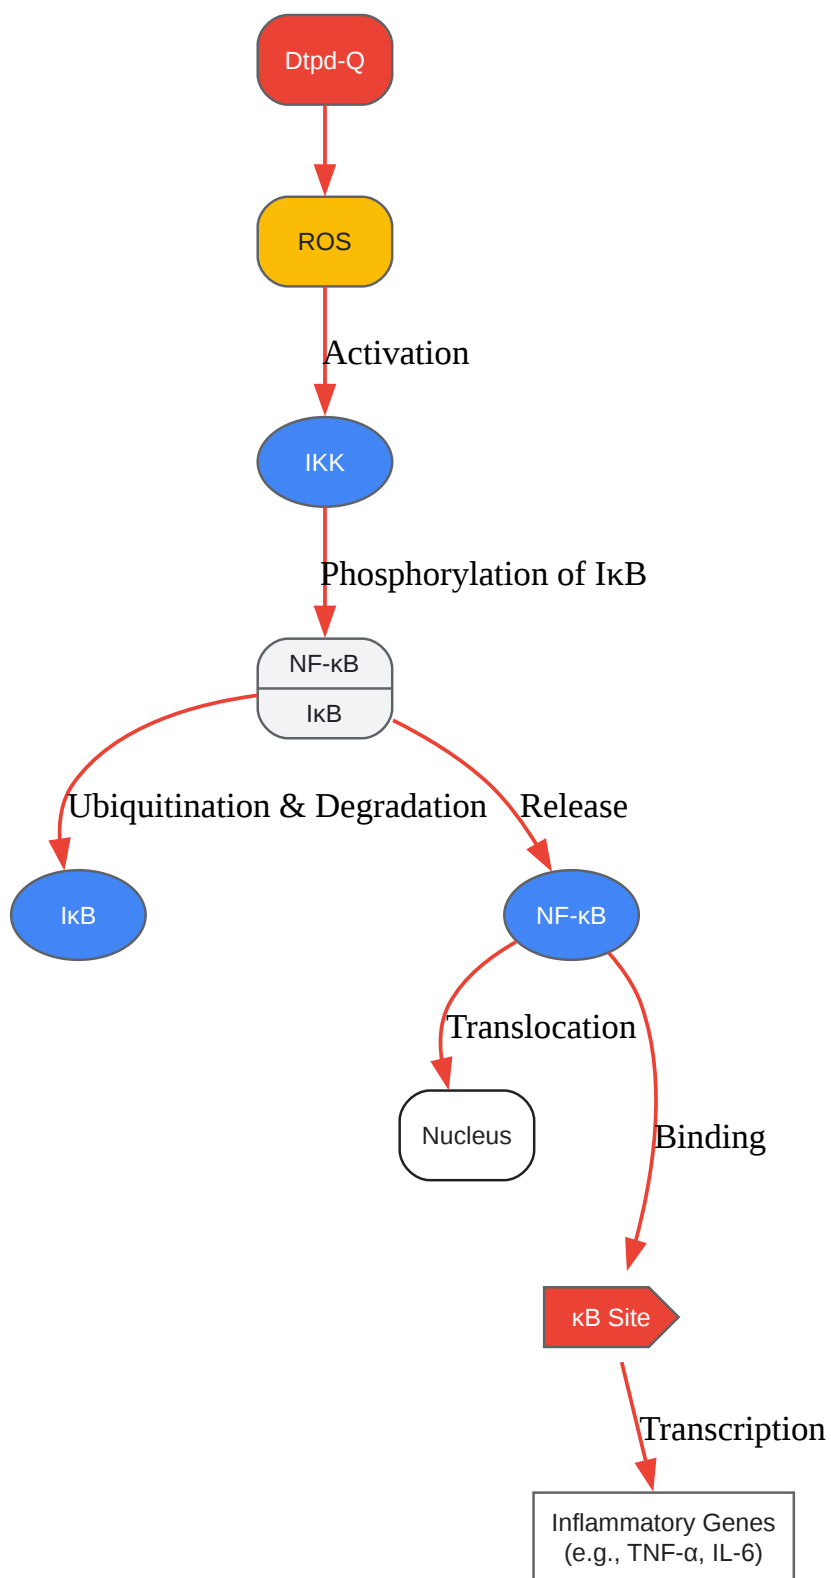 Dtpd-Q
ROS
Activation
IKK
Phosphorylation of IκB
NF-κB
IκB
Ubiquitination & Degradation
Release
IκB
NF-κB
Translocation
Nucleus
Binding
κB Site
Transcription
Inflammatory Genes
(e.g., TNF-α, IL-6)